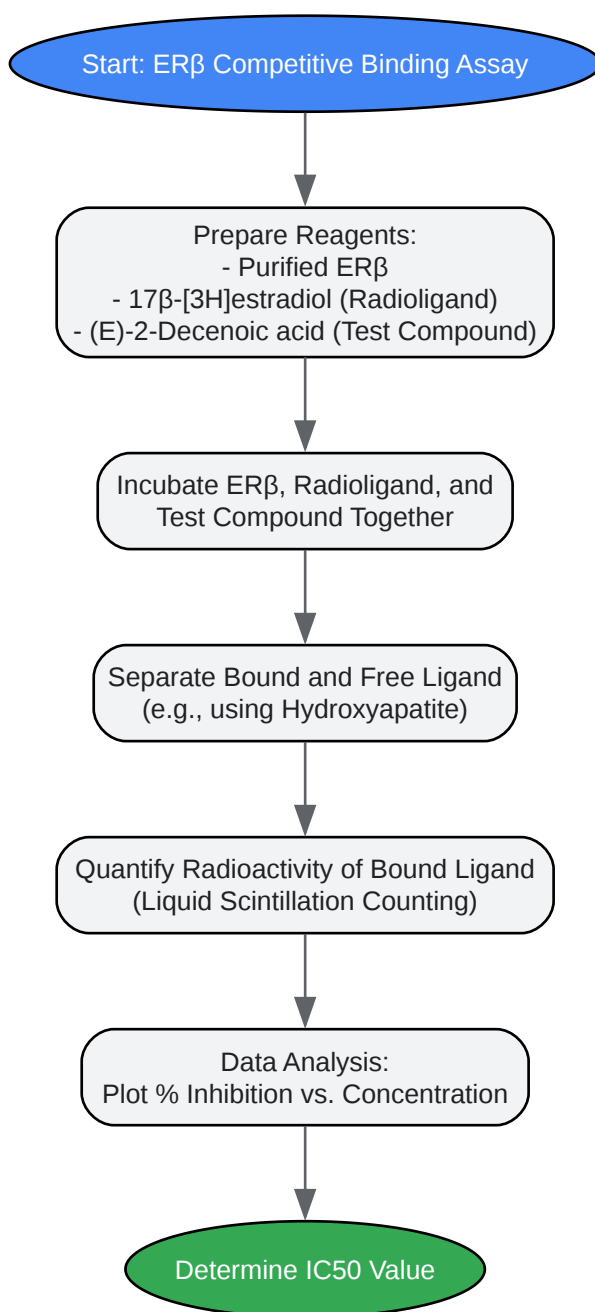 Start: ERβ Competitive Binding Assay
Prepare Reagents:
- Purified ERβ
- 17β-[3H]estradiol (Radioligand)
- (E)-2-Decenoic acid (Test Compound)
Incubate ERβ, Radioligand, and
Test Compound Together
Separate Bound and Free Ligand
(e.g., using Hydroxyapatite)
Quantify Radioactivity of Bound Ligand
(Liquid Scintillation Counting)
Data Analysis:
Plot % Inhibition vs. Concentration
Determine IC50 Value